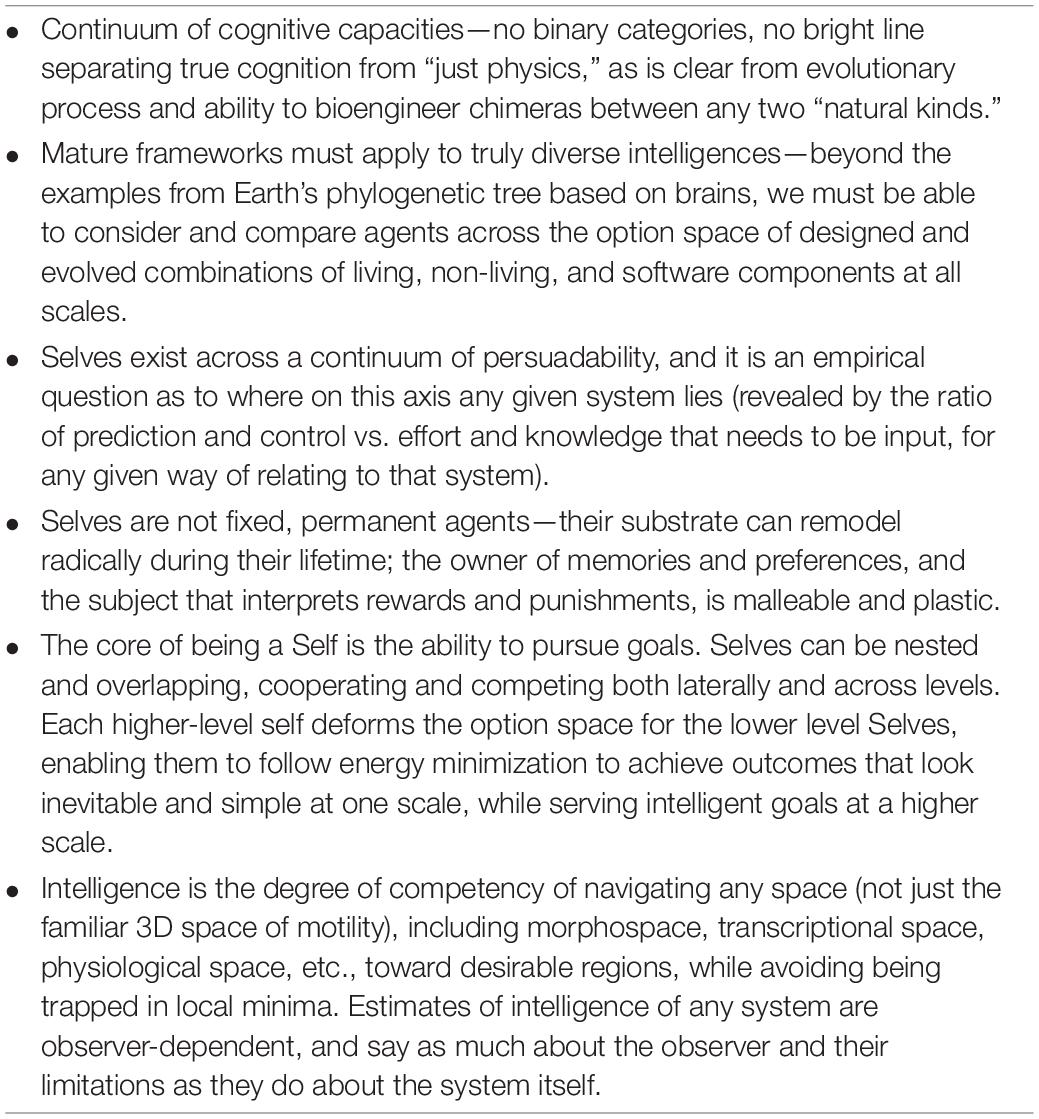 • Continuum of cognitive capacities—no binary categories, no bright line
separating true cognition from “just physics,” as is clear from evolutionary
process and ability to bioengineer chimeras between any two “natural kinds.”
• Mature frameworks must apply to truly diverse intelligences—beyond the
examples from Earth’s phylogenetic tree based on brains, we must be able
to consider and compare agents across the option space of designed and
evolved combinations of living, non-living, and software components at all
scales.
• Selves exist across a continuum of persuadability, and it is an empirical
question as to where on this axis any given system lies (revealed by the ratio
of prediction and control vs. effort and knowledge that needs to be input, for
any given way of relating to that system).
• Selves are not fixed, permanent agents—their substrate can remodel
radically during their lifetime; the owner of memories and preferences, and
the subject that interprets rewards and punishments, is malleable and plastic.
• The core of being a Self is the ability to pursue goals. Selves can be nested
and overlapping, cooperating and competing both laterally and across levels.
Each higher-level self deforms the option space for the lower level Selves,
enabling them to follow energy minimization to achieve outcomes that look
inevitable and simple at one scale, while serving intelligent goals at a higher
scale.
• Intelligence is the degree of competency of navigating any space (not just the
familiar 3D space of motility), including morphospace, transcriptional space,
physiological space, etc., toward desirable regions, while avoiding being
trapped in local minima. Estimates of intelligence of any system are
observer-dependent, and say as much about the observer and their
limitations as they do about the system itself.